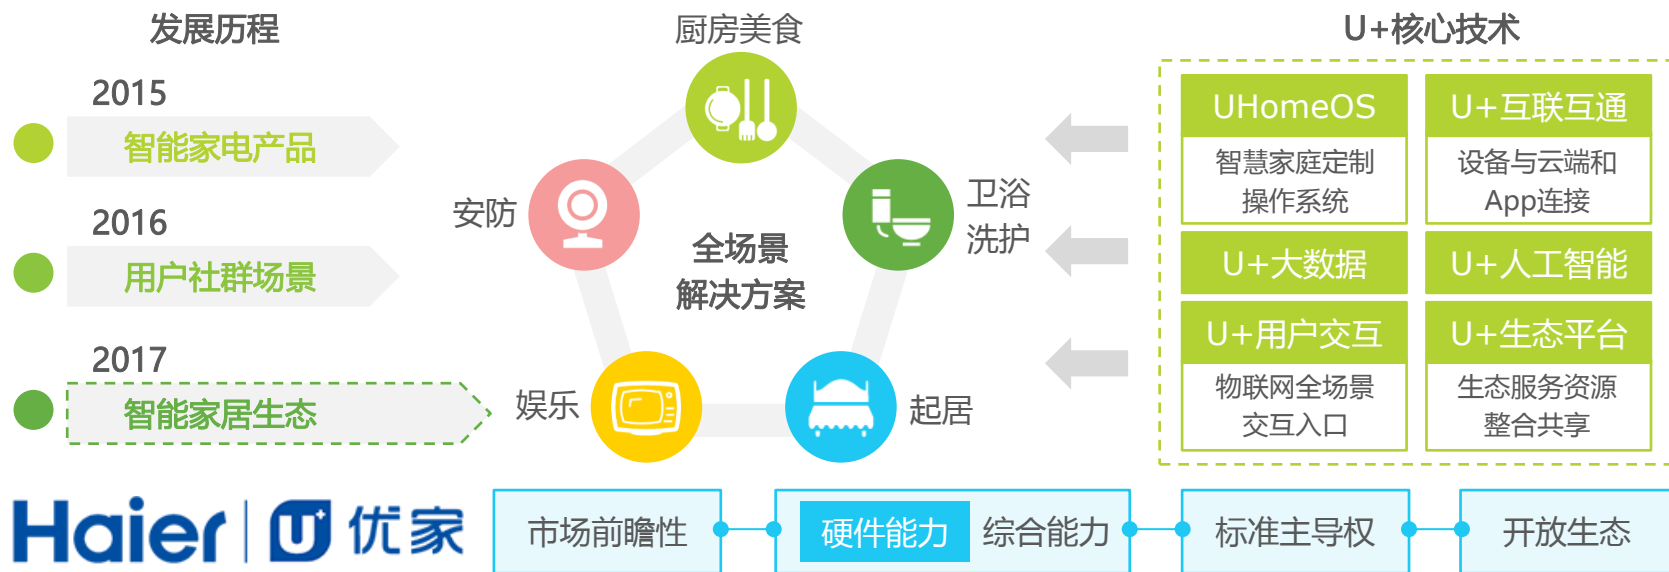 发展历程
2015
智能家电产品
2016
用户社群场景
2017
智能家居生态
厨房美食
安防
卫浴
洗护
全场景
解决方案
娱乐
起居
U+核心技术
UHomeOS
智慧家庭定制
操作系统
U+互联互通
设备与云端和
App连接
U+大数据
U+人工智能
U+用户交互
物联网全场景
交互入口
U+生态平台
生态服务资源
整合共享
Haier U+ 优家
市场前瞻性
硬件能力 综合能力
标准主导权
开放生态